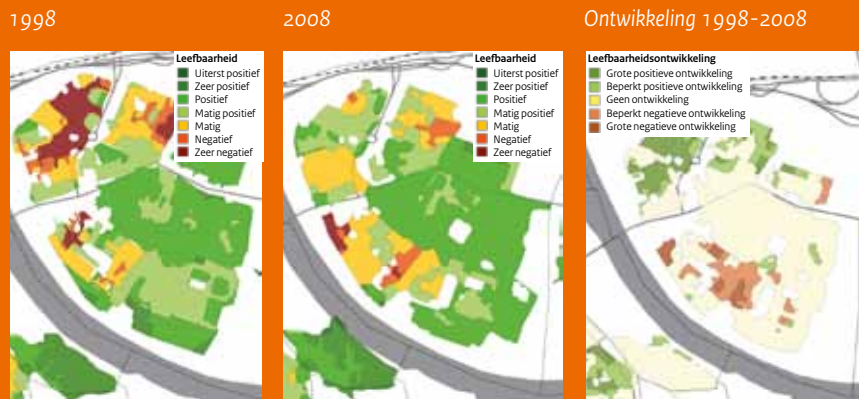 1998
Leefbaarheid
Uiterst positief
Zeer positief
Positief
Matig positief
Matig
Negatief
Zeer negatief
2008
Leefbaarheid
Uiterst positief
Zeer positief
Positief
Matig positief
Matig
Negatief
Zeer negatief
Ontwikkeling 1998-2008
Leefbaarheidsontwikkeling
Grote positieve ontwikkeling
Beperkt positieve ontwikkeling
Geen ontwikkeling
Beperkt negatieve ontwikkeling
Grote negatieve ontwikkeling